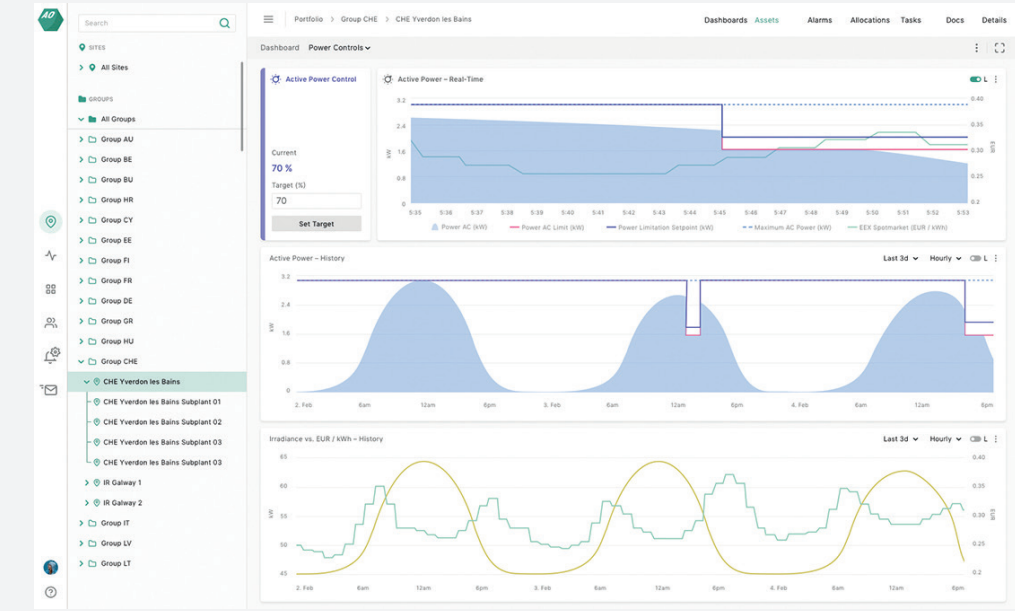 AO
Search
SITES
All Sites
GROUPS
All Groups
Group AU
Group BE
Group BU
Group HR
Group CY
Group EE
Group FI
Group FR
Group DE
Group GR
Group HU
Group CHE
CHE Yverdon les Bains
CHE Yverdon les Bains Subplant 01
CHE Yverdon les Bains Subplant 02
CHE Yverdon les Bains Subplant 03
CHE Yverdon les Bains Subplant 03
IR Galway 1
IR Galway 2
Group IT
Group LV
Group LT
Portfolio > Group CHE > CHE Yverdon les Bains
Dashboards Assets Alarms Allocations Tasks Docs Details
Dashboard Power Controls
Active Power Control
Current
70 %
Target (%)
70
Set Target
Active Power – Real-Time L
3.2 0.40
2.4 0.35
1.6 0.30
kW EUR
0.8 0.25
0 0.2
5:35 5:36 5:37 5:38 5:39 5:40 5:41 5:42 5:43 5:44 5:45 5:46 5:47 5:48 5:49 5:50 5:51 5:52 5:53
Power AC (kW) Power AC Limit (kW) Power Limitation Setpoint (kW) Maximum AC Power (kW) EEX Spotmarket (EUR / kWh)
Active Power – History Last 3d Hourly L
3.2
2.4
1.6
kW
0.8
0
2. Feb 6am 12am 6pm 3. Feb 6am 12am 6pm 4. Feb 6am 12am 6pm
Irradiance vs. EUR / kWh – History Last 3d Hourly L
65 0.40
60 0.35
55 0.30
kW EUR
50 0.25
45 0.2
2. Feb 6am 12am 6pm 3. Feb 6am 12am 6pm 4. Feb 6am 12am 6pm